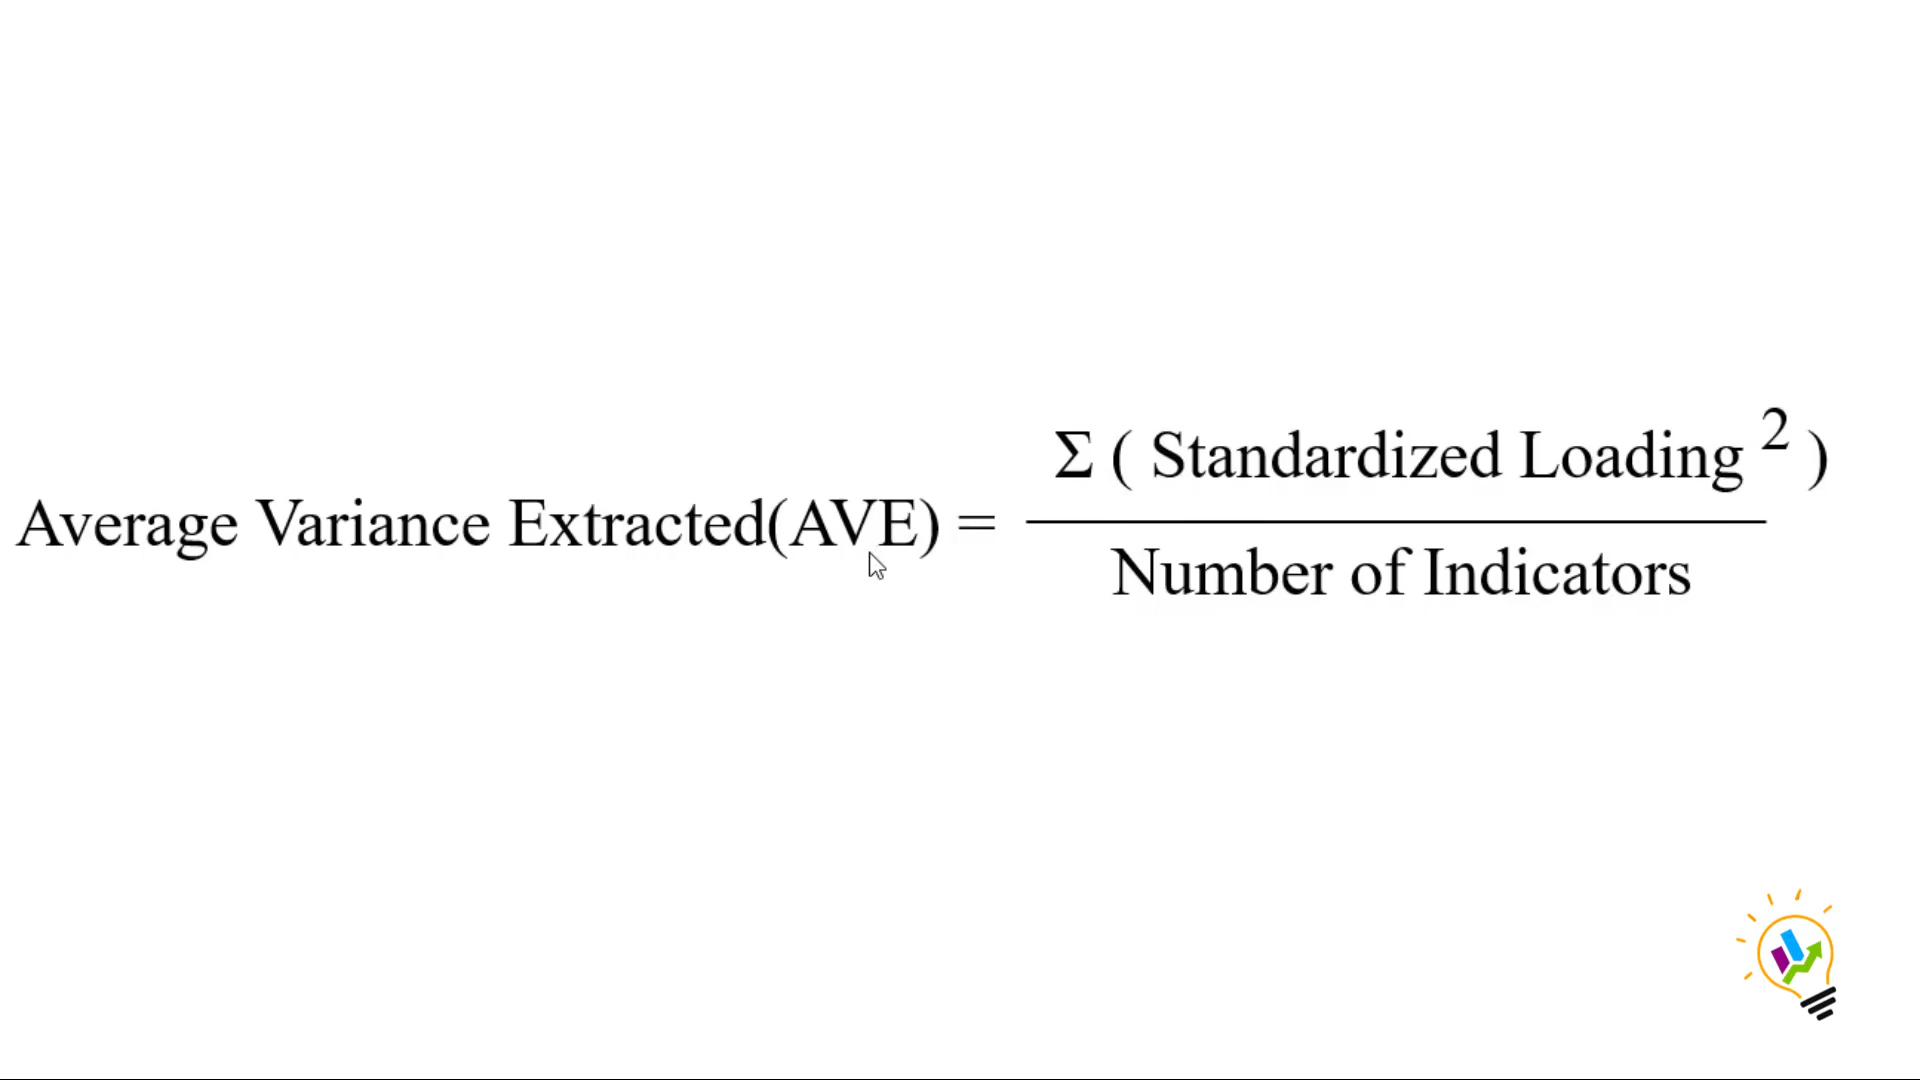 Average Variance Extracted(AVE) =
Σ ( Standardized Loading ² )
Number of Indicators